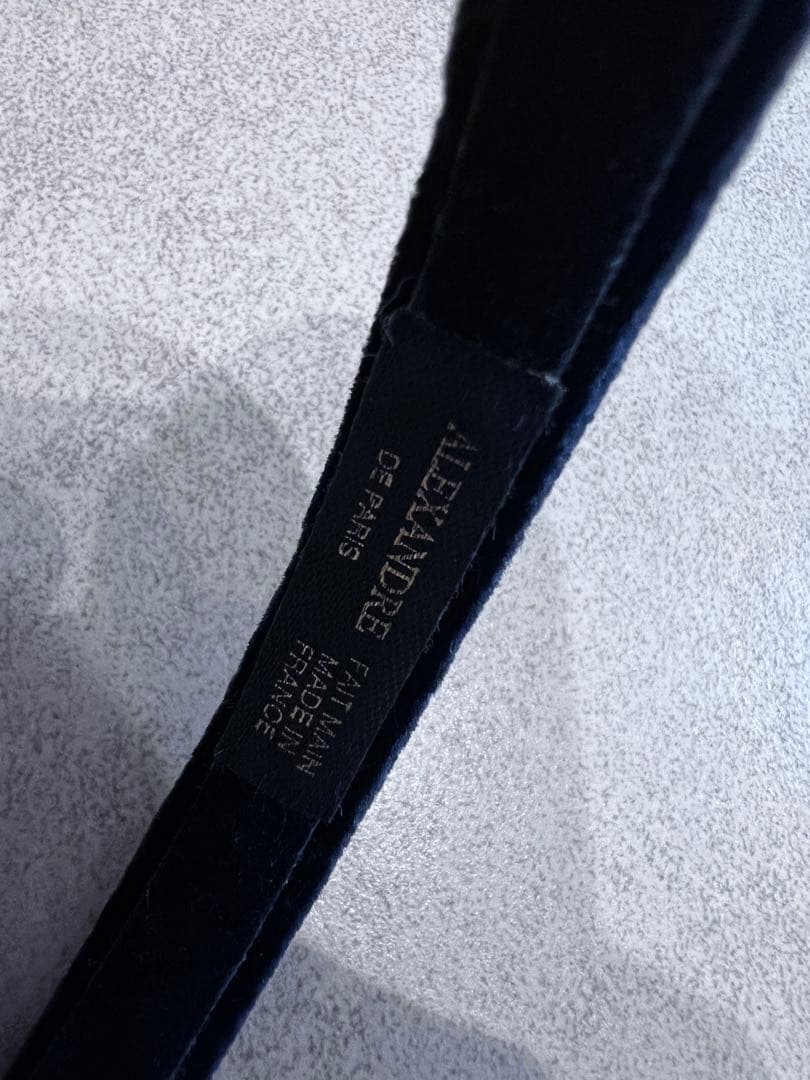 ALEXANDRE
DE PARIS
FAIT MAIN
MADE IN
FRANCE